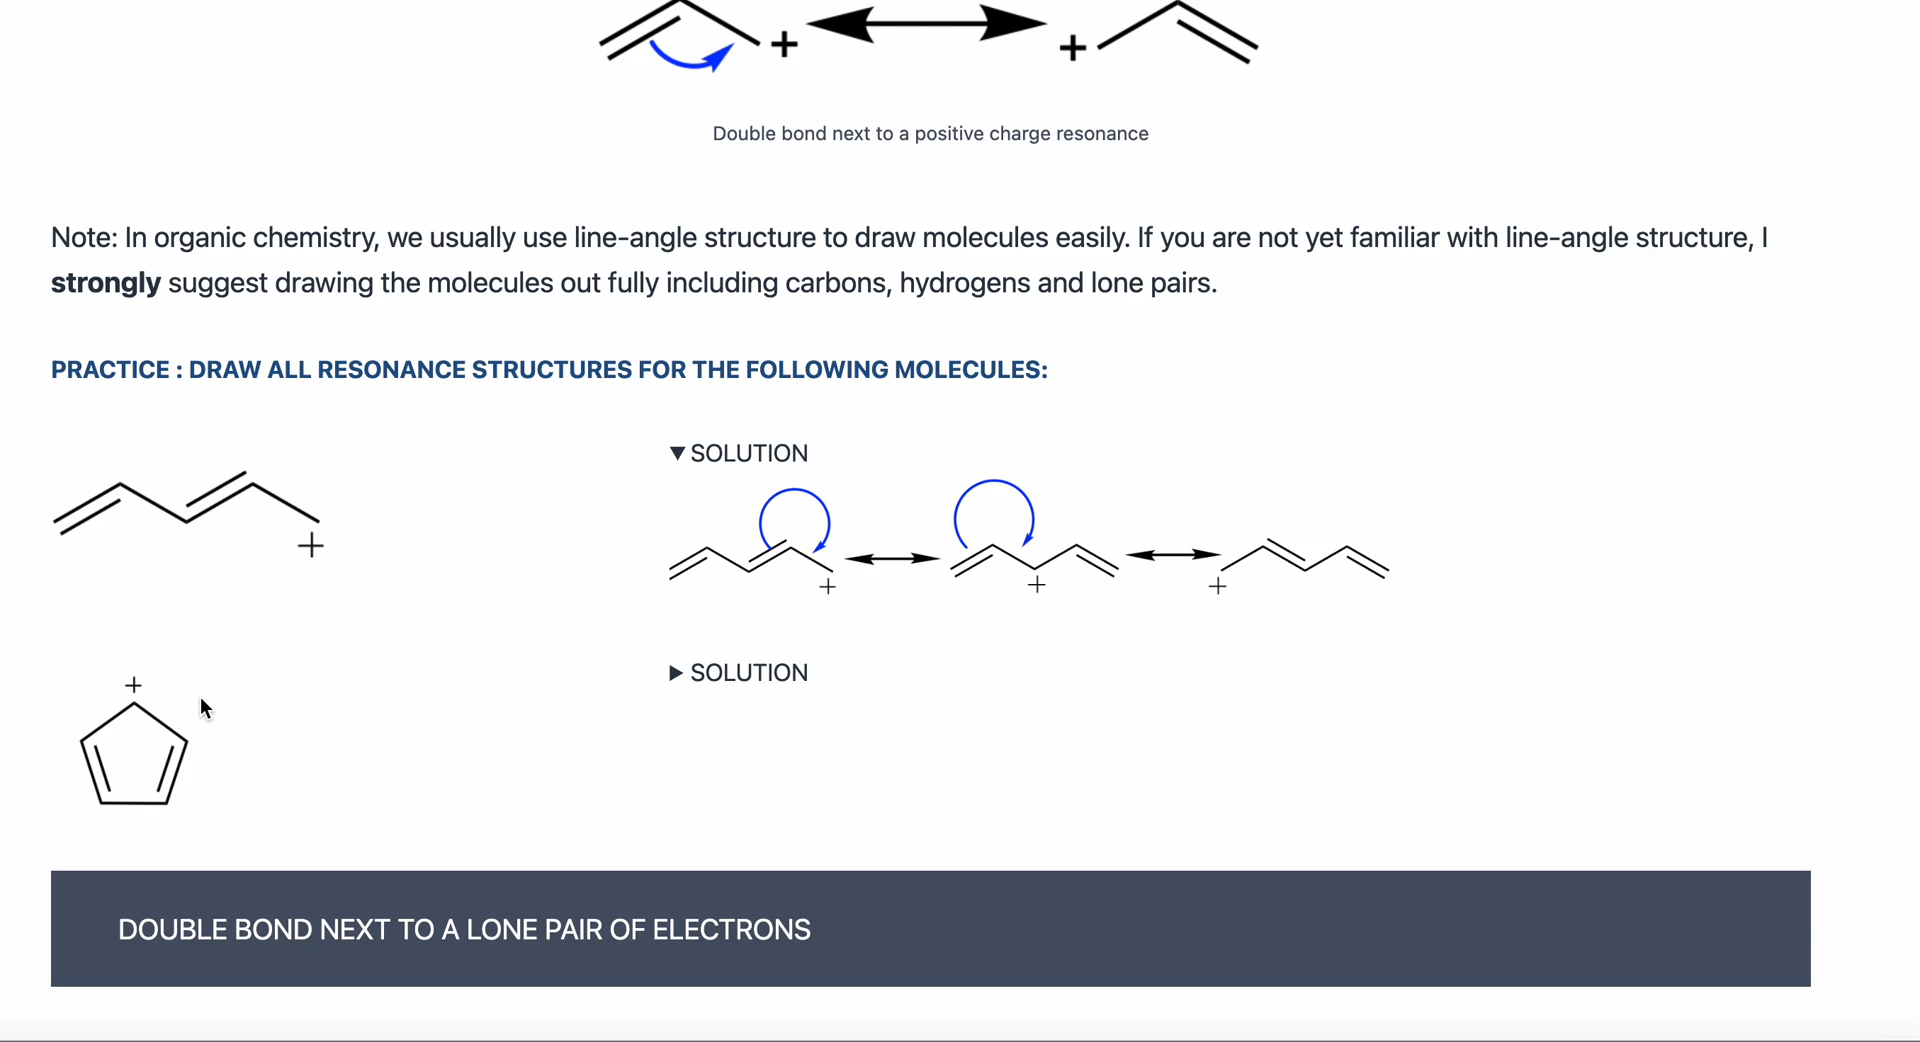 + +
Double bond next to a positive charge resonance
Note: In organic chemistry, we usually use line-angle structure to draw molecules easily. If you are not yet familiar with line-angle structure, I
strongly suggest drawing the molecules out fully including carbons, hydrogens and lone pairs.
PRACTICE : DRAW ALL RESONANCE STRUCTURES FOR THE FOLLOWING MOLECULES:
▼ SOLUTION
+
+ + +
+
▶ SOLUTION
DOUBLE BOND NEXT TO A LONE PAIR OF ELECTRONS